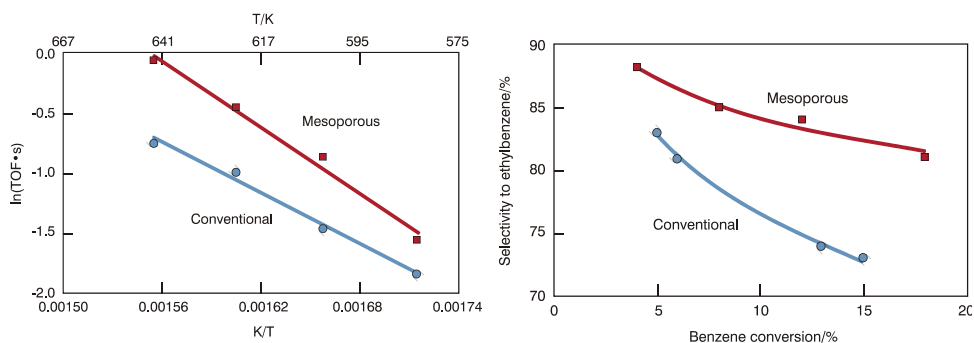 T/K
667 641 617 595 575
0.0
-0.5
-1.0
-1.5
-2.0
ln(TOF•s)
Mesoporous
Conventional
0.00150 0.00156 0.00162 0.00168 0.00174
K/T
90
85
80
75
70
Selectivity to ethylbenzene/%
Mesoporous
Conventional
0 5 10 15 20
Benzene conversion/%